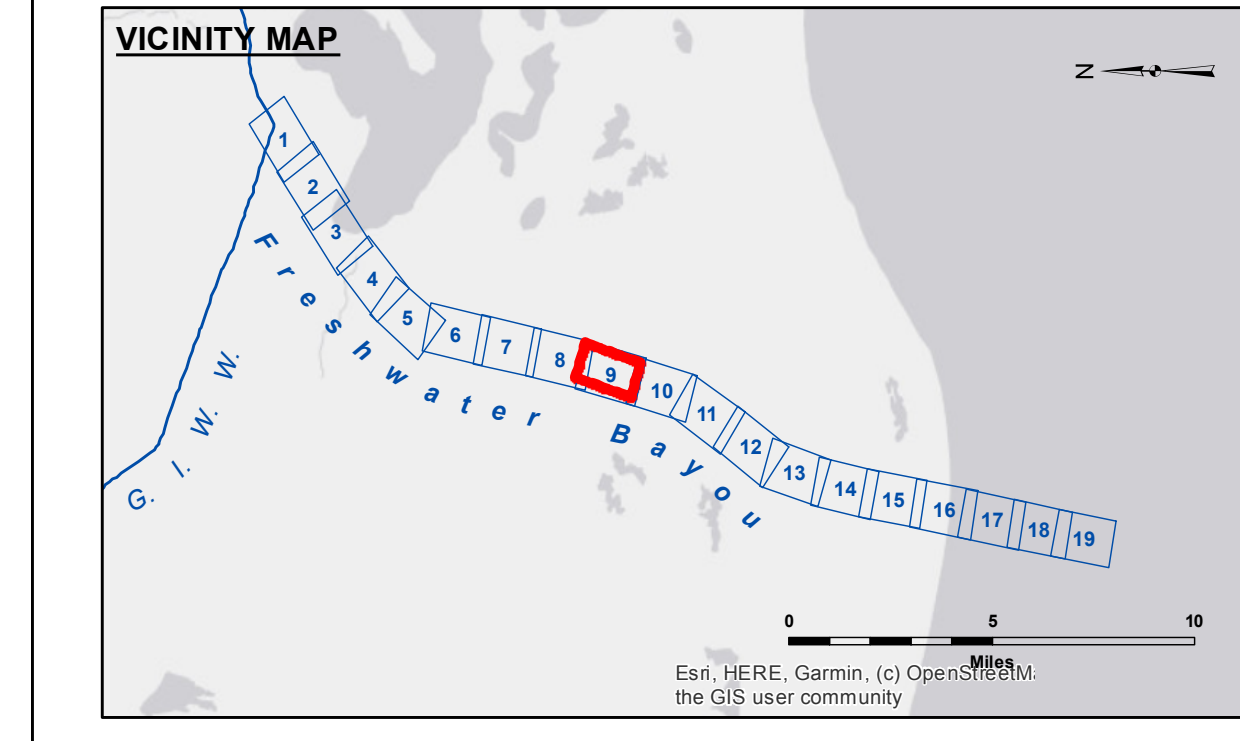 VICINITY MAP
N
1
2
3
4
5
6
7
8
9
10
11
12
13
14
15
16
17
18
19
Freshwater Bayou
G. I. W. W.
0 5 10
Miles
Esri, HERE, Garmin, (c) OpenStreetM
the GIS user community